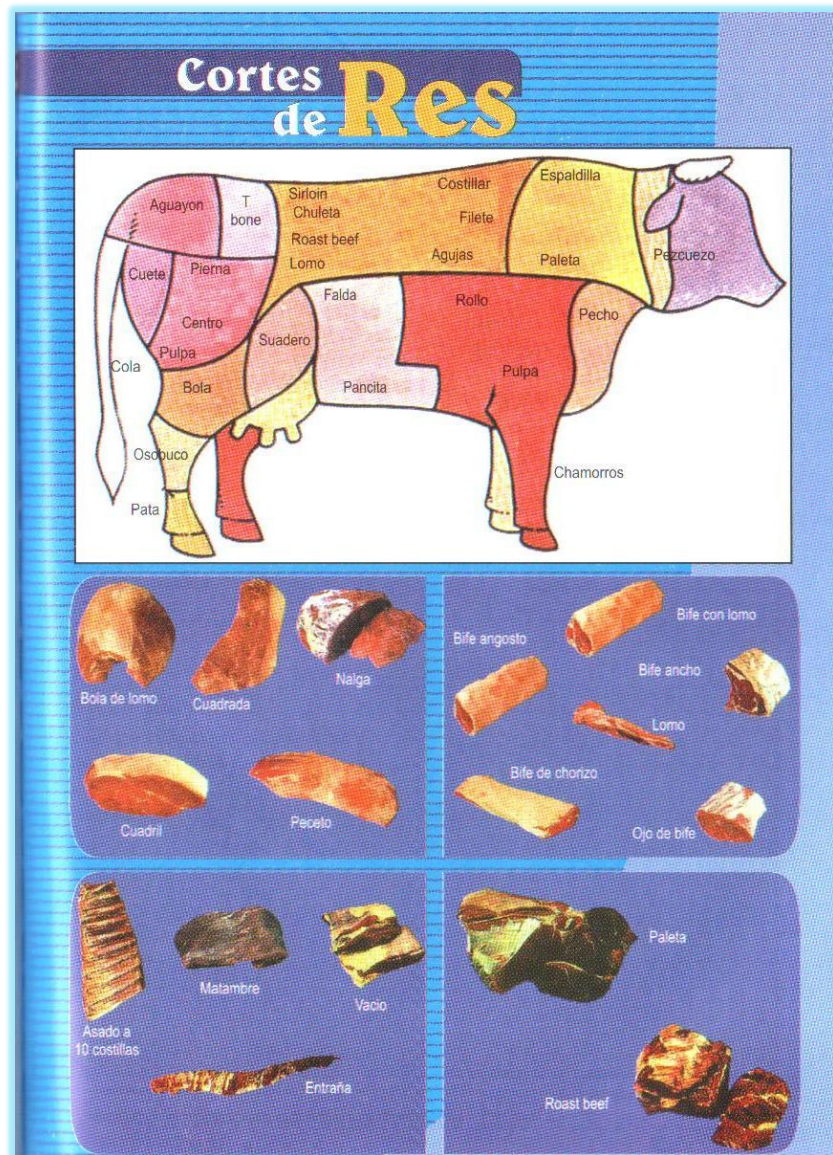 Cortes
de Res
Aguayon
T
bone
Sirloin
Chuleta
Roast beef
Lomo
Costillar
Filete
Agujas
Espaldilla
Paleta
Pezcuezo
Cuete
Pierna
Centro
Pulpa
Cola
Bola
Suadero
Falda
Pancita
Rollo
Pulpa
Pecho
Osobuco
Pata
Chamorros
Bola de lomo
Cuadrada
Nalga
Cuadril
Peceto
Bife angosto
Bife con lomo
Bife ancho
Lomo
Bife de chorizo
Ojo de bife
Asado a
10 costillas
Matambre
Vacio
Entraña
Paleta
Roast beef